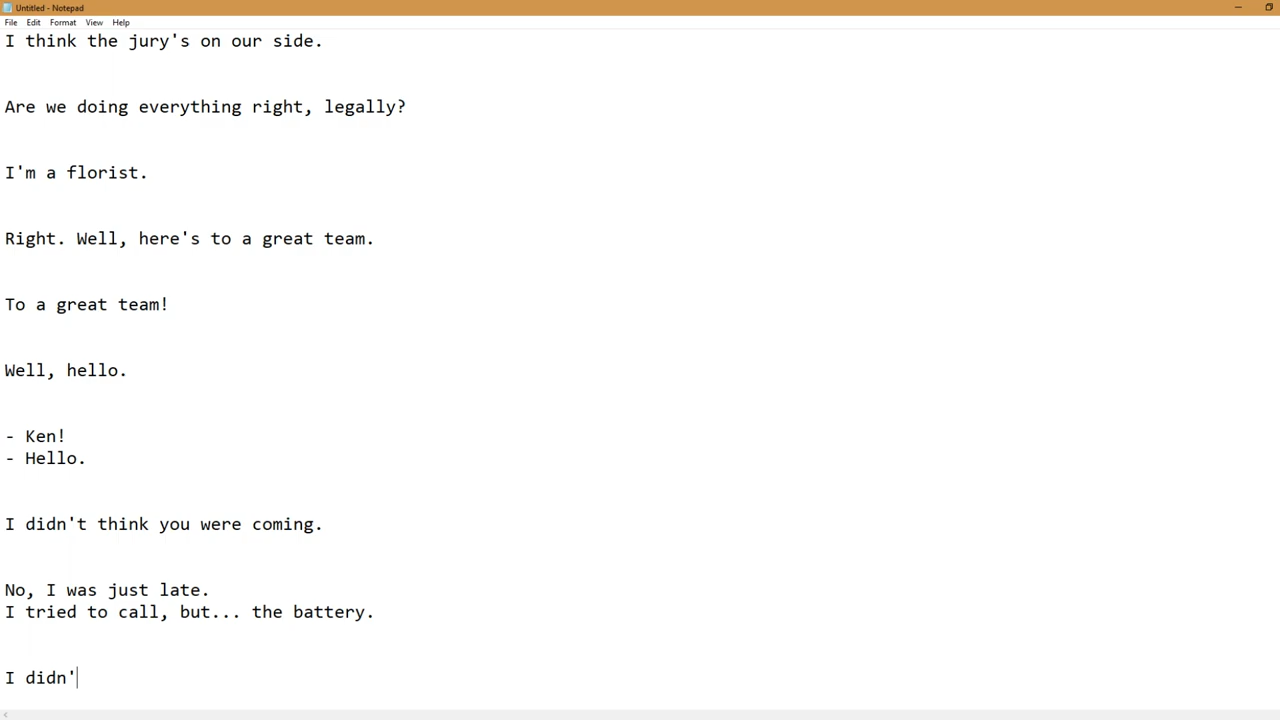 Untitled - Notepad
File Edit Format View Help
I think the jury's on our side.
Are we doing everything right, legally?
I'm a florist.
Right. Well, here's to a great team.
To a great team!
Well, hello.
- Ken!
- Hello.
I didn't think you were coming.
No, I was just late.
I tried to call, but... the battery.
I didn'